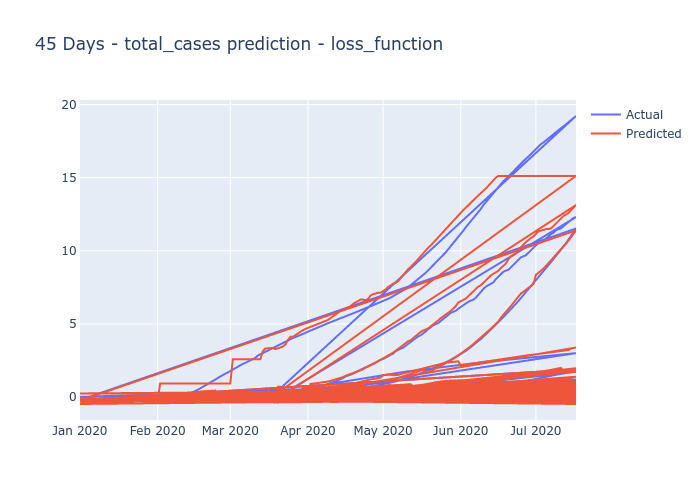 45 Days - total_cases prediction - loss_function
20
15
10
5
0
Jan 2020
Feb 2020
Mar 2020
Apr 2020
May 2020
Jun 2020
Jul 2020
Actual
Predicted